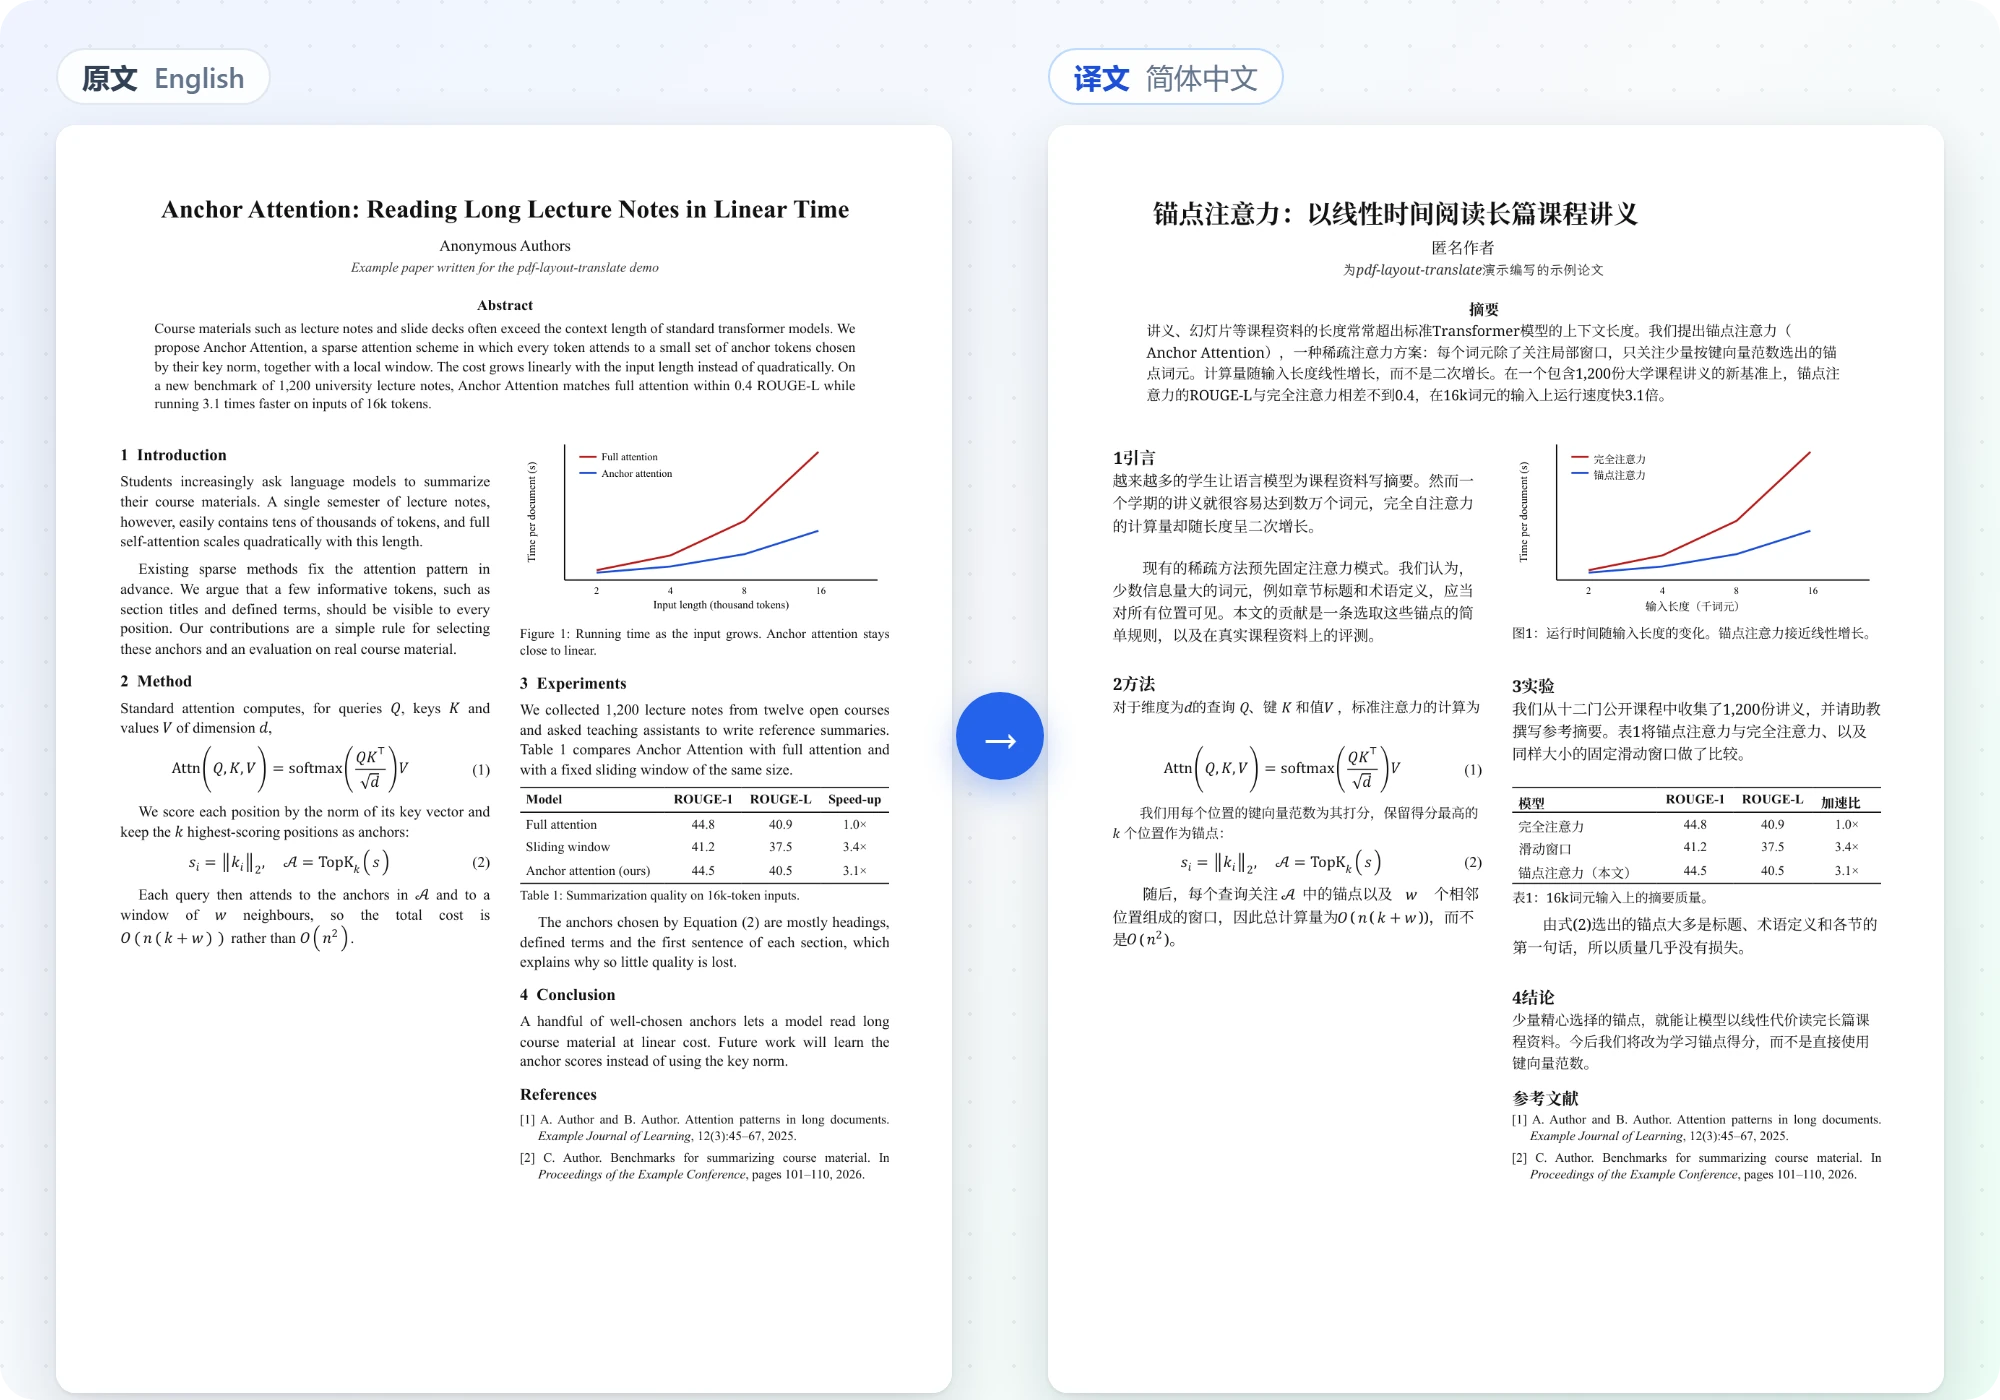 原文 English
Anchor Attention: Reading Long Lecture Notes in Linear Time
Anonymous Authors
Example paper written for the pdf-layout-translate demo
Abstract
Course materials such as lecture notes and slide decks often exceed the context length of standard transformer models. We
propose Anchor Attention, a sparse attention scheme in which every token attends to a small set of anchor tokens chosen
by their key norm, together with a local window. The cost grows linearly with the input length instead of quadratically. On
a new benchmark of 1,200 university lecture notes, Anchor Attention matches full attention within 0.4 ROUGE-L while
running 3.1 times faster on inputs of 16k tokens.
1 Introduction
Students increasingly ask language models to summarize
their course materials. A single semester of lecture notes,
however, easily contains tens of thousands of tokens, and full
self-attention scales quadratically with this length.
Existing sparse methods fix the attention pattern in
advance. We argue that a few informative tokens, such as
section titles and defined terms, should be visible to every
position. Our contributions are a simple rule for selecting
these anchors and an evaluation on real course material.
2 Method
Standard attention computes, for queries Q, keys K and
values V of dimension d,
Attn(Q, K, V) = softmax(QK⊤/√d)V (1)
We score each position by the norm of its key vector and
keep the k highest-scoring positions as anchors:
s_i = ‖k_i‖_2, 𝒜 = TopK_k(s) (2)
Each query then attends to the anchors in 𝒜 and to a
window of w neighbours, so the total cost is
O(n(k+w)) rather than O(n²).
Time per document (s)
Full attention
Anchor attention
2 4 8 16
Input length (thousand tokens)
Figure 1: Running time as the input grows. Anchor attention stays
close to linear.
3 Experiments
We collected 1,200 lecture notes from twelve open courses
and asked teaching assistants to write reference summaries.
Table 1 compares Anchor Attention with full attention and
with a fixed sliding window of the same size.
Model ROUGE-1 ROUGE-L Speed-up
Full attention 44.8 40.9 1.0×
Sliding window 41.2 37.5 3.4×
Anchor attention (ours) 44.5 40.5 3.1×
Table 1: Summarization quality on 16k-token inputs.
The anchors chosen by Equation (2) are mostly headings,
defined terms and the first sentence of each section, which
explains why so little quality is lost.
4 Conclusion
A handful of well-chosen anchors lets a model read long
course material at linear cost. Future work will learn the
anchor scores instead of using the key norm.
References
[1] A. Author and B. Author. Attention patterns in long documents.
Example Journal of Learning, 12(3):45–67, 2025.
[2] C. Author. Benchmarks for summarizing course material. In
Proceedings of the Example Conference, pages 101–110, 2026.
→
译文 简体中文
锚点注意力：以线性时间阅读长篇课程讲义
匿名作者
为pdf-layout-translate演示编写的示例论文
摘要
讲义、幻灯片等课程资料的长度常常超出标准Transformer模型的上下文长度。我们提出锚点注意力（
Anchor Attention），一种稀疏注意力方案：每个词元除了关注局部窗口，只关注少量按键向量范数选出的锚
点词元。计算量随输入长度线性增长，而不是二次增长。在一个包含1,200份大学课程讲义的新基准上，锚点注
意力的ROUGE-L与完全注意力相差不到0.4，在16k词元的输入上运行速度快3.1倍。
1引言
越来越多的学生让语言模型为课程资料写摘要。然而一
个学期的讲义就很容易达到数万个词元，完全自注意力
的计算量却随长度呈二次增长。
现有的稀疏方法预先固定注意力模式。我们认为，
少数信息量大的词元，例如章节标题和术语定义，应当
对所有位置可见。本文的贡献是一条选取这些锚点的简
单规则，以及在真实课程资料上的评测。
2方法
对于维度为d的查询 Q、键 K 和值V ，标准注意力的计算为
Attn(Q, K, V) = softmax(QK⊤/√d)V (1)
我们用每个位置的键向量范数为其打分，保留得分最高的
k 个位置作为锚点：
s_i = ‖k_i‖_2, 𝒜 = TopK_k(s) (2)
随后，每个查询关注 𝒜 中的锚点以及 w 个相邻
位置组成的窗口，因此总计算量为O(n(k+w))，而不
是O(n²)。
Time per document (s)
完全注意力
锚点注意力
2 4 8 16
输入长度（千词元）
图1：运行时间随输入长度的变化。锚点注意力接近线性增长。
3实验
我们从十二门公开课程中收集了1,200份讲义，并请助教
撰写参考摘要。表1将锚点注意力与完全注意力、以及
同样大小的固定滑动窗口做了比较。
模型 ROUGE-1 ROUGE-L 加速比
完全注意力 44.8 40.9 1.0×
滑动窗口 41.2 37.5 3.4×
锚点注意力（本文） 44.5 40.5 3.1×
表1：16k词元输入上的摘要质量。
由式(2)选出的锚点大多是标题、术语定义和各节的
第一句话，所以质量几乎没有损失。
4结论
少量精心选择的锚点，就能让模型以线性代价读完长篇课
程资料。今后我们将改为学习锚点得分，而不是直接使用
键向量范数。
参考文献
[1] A. Author and B. Author. Attention patterns in long documents.
Example Journal of Learning, 12(3):45–67, 2025.
[2] C. Author. Benchmarks for summarizing course material. In
Proceedings of the Example Conference, pages 101–110, 2026.